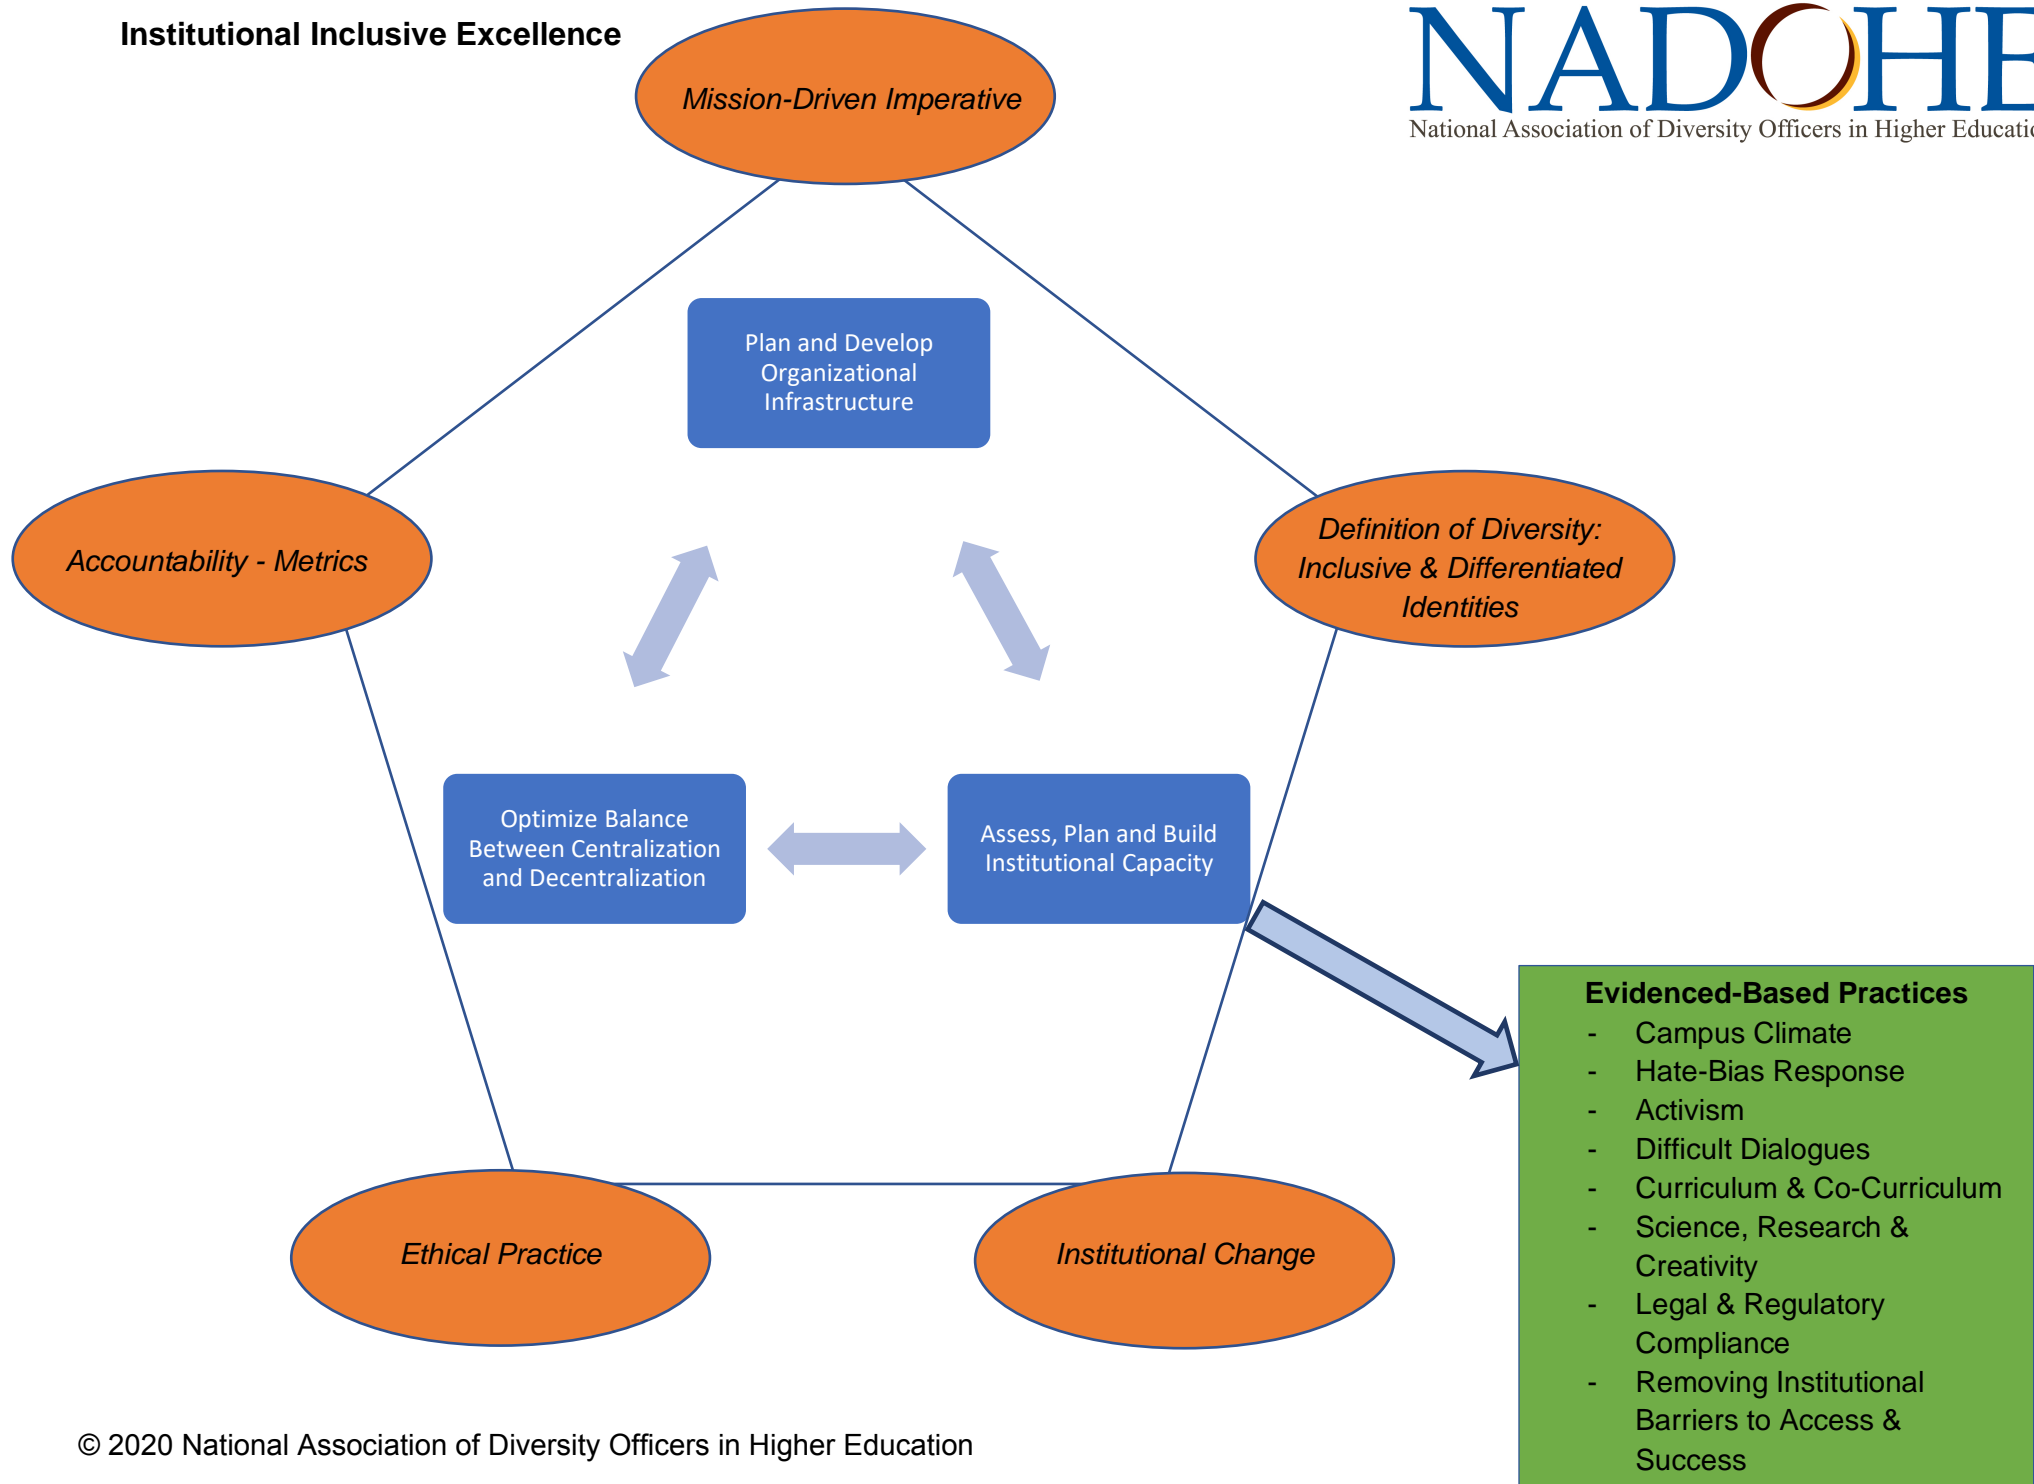 Institutional Inclusive Excellence
NADOHE
National Association of Diversity Officers in Higher Educatio
Mission-Driven Imperative
Plan and Develop
Organizational
Infrastructure
Accountability - Metrics
Definition of Diversity:
Inclusive & Differentiated
Identities
Optimize Balance
Between Centralization
and Decentralization
Assess, Plan and Build
Institutional Capacity
Evidenced-Based Practices
- Campus Climate
- Hate-Bias Response
- Activism
- Difficult Dialogues
- Curriculum & Co-Curriculum
- Science, Research &
Creativity
- Legal & Regulatory
Compliance
- Removing Institutional
Barriers to Access &
Success
Ethical Practice
Institutional Change
© 2020 National Association of Diversity Officers in Higher Education